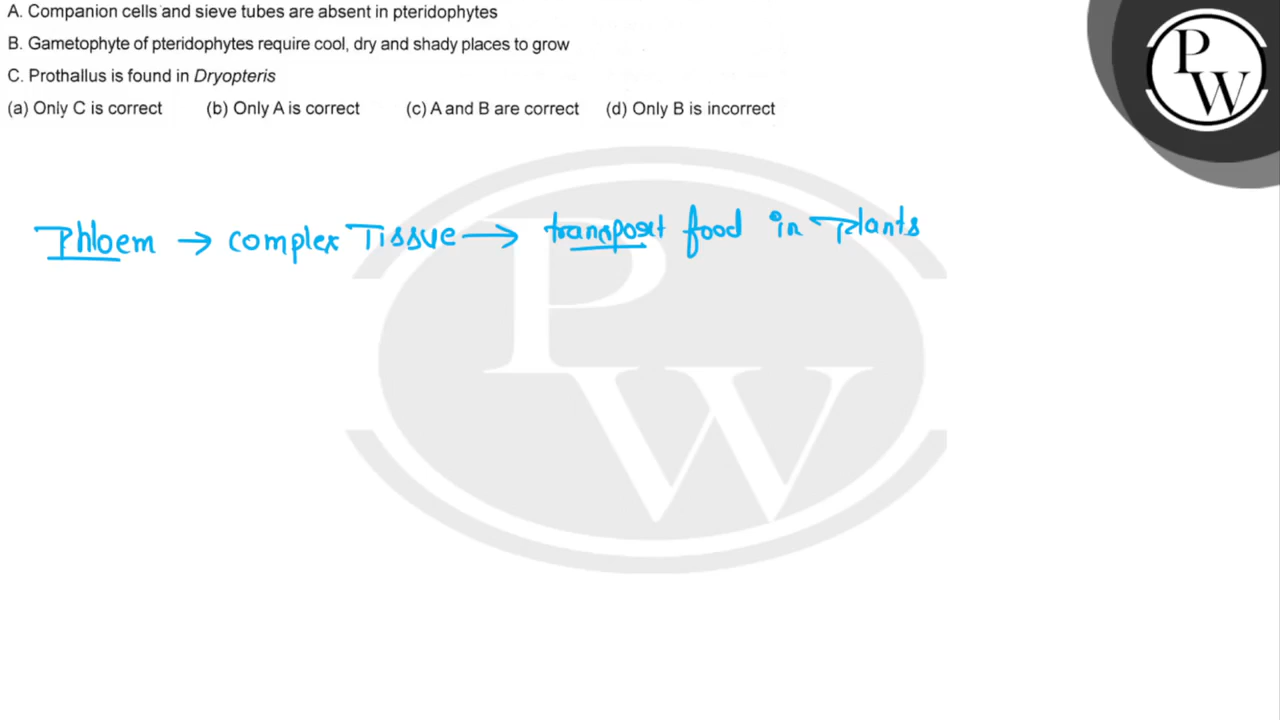 A. Companion cells and sieve tubes are absent in pteridophytes
B. Gametophyte of pteridophytes require cool, dry and shady places to grow
C. Prothallus is found in Dryopteris
(a) Only C is correct (b) Only A is correct (c) A and B are correct (d) Only B is incorrect
PW
Phloem → complex Tissue → transport food in plants
PW